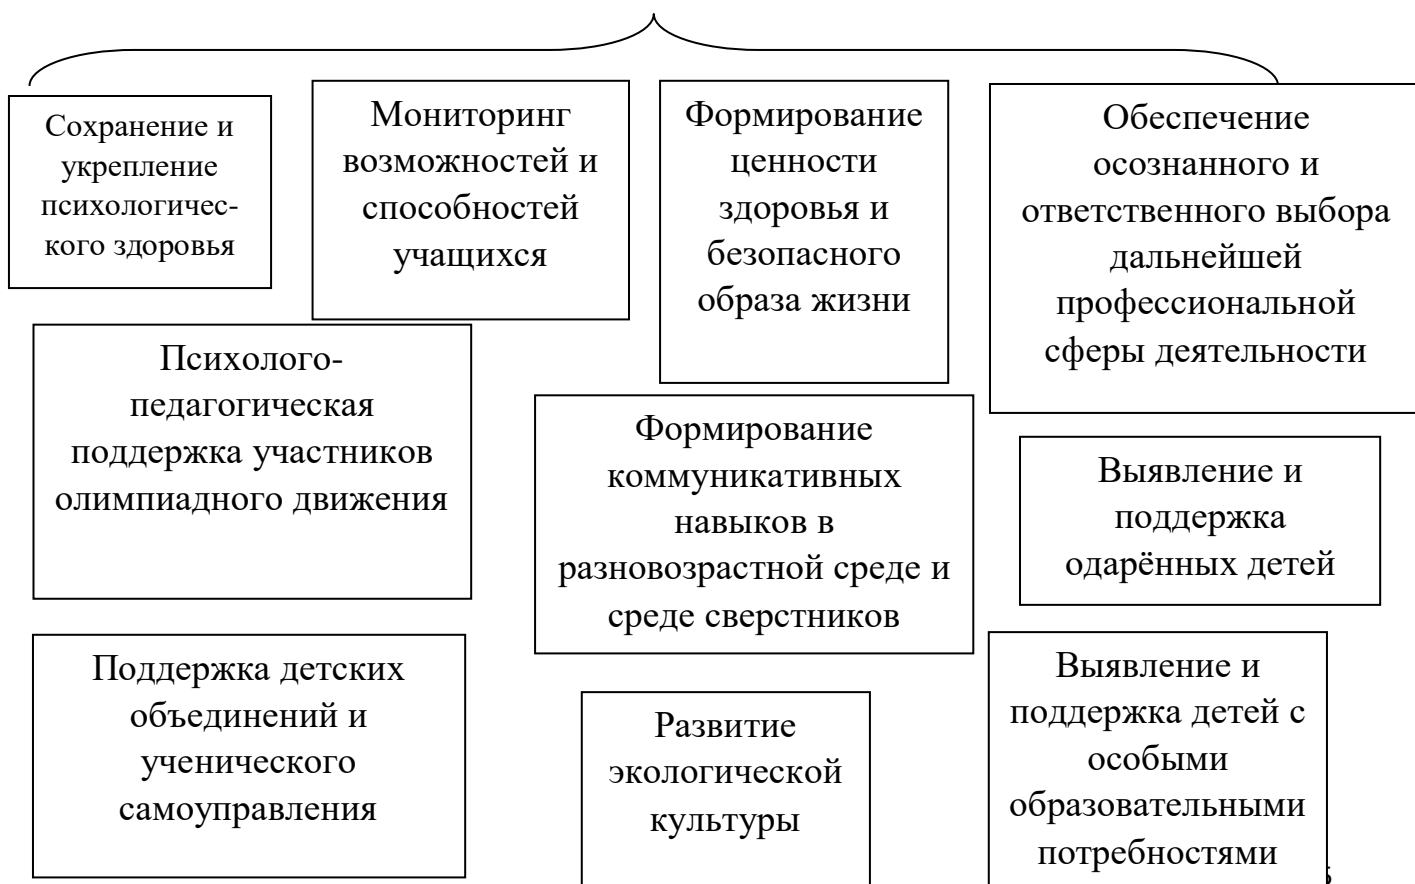 Сохранение и
укрепление
психологичес-
кого здоровья
Мониторинг
возможностей и
способностей
учащихся
Формирование
ценности
здоровья и
безопасного
образа жизни
Обеспечение
осознанного и
ответственного выбора
дальнейшей
профессиональной
сферы деятельности
Психолого-
педагогическая
поддержка участников
олимпиадного движения
Формирование
коммуникативных
навыков в
разновозрастной среде и
среде сверстников
Выявление и
поддержка
одарённых детей
Поддержка детских
объединений и
ученического
самоуправления
Развитие
экологической
культуры
Выявление и
поддержка детей с
особыми
образовательными
потребностями